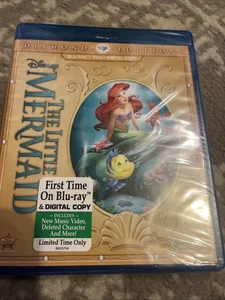 DIAMOND EDITION
BLU-RAY + DVD + DIGITAL COPY
Disney
THE LITTLE
MERMAID
First Time
On Blu-ray™
& DIGITAL COPY
– INCLUDES –
New Music Video,
Deleted Character
And More!
Limited Time Only